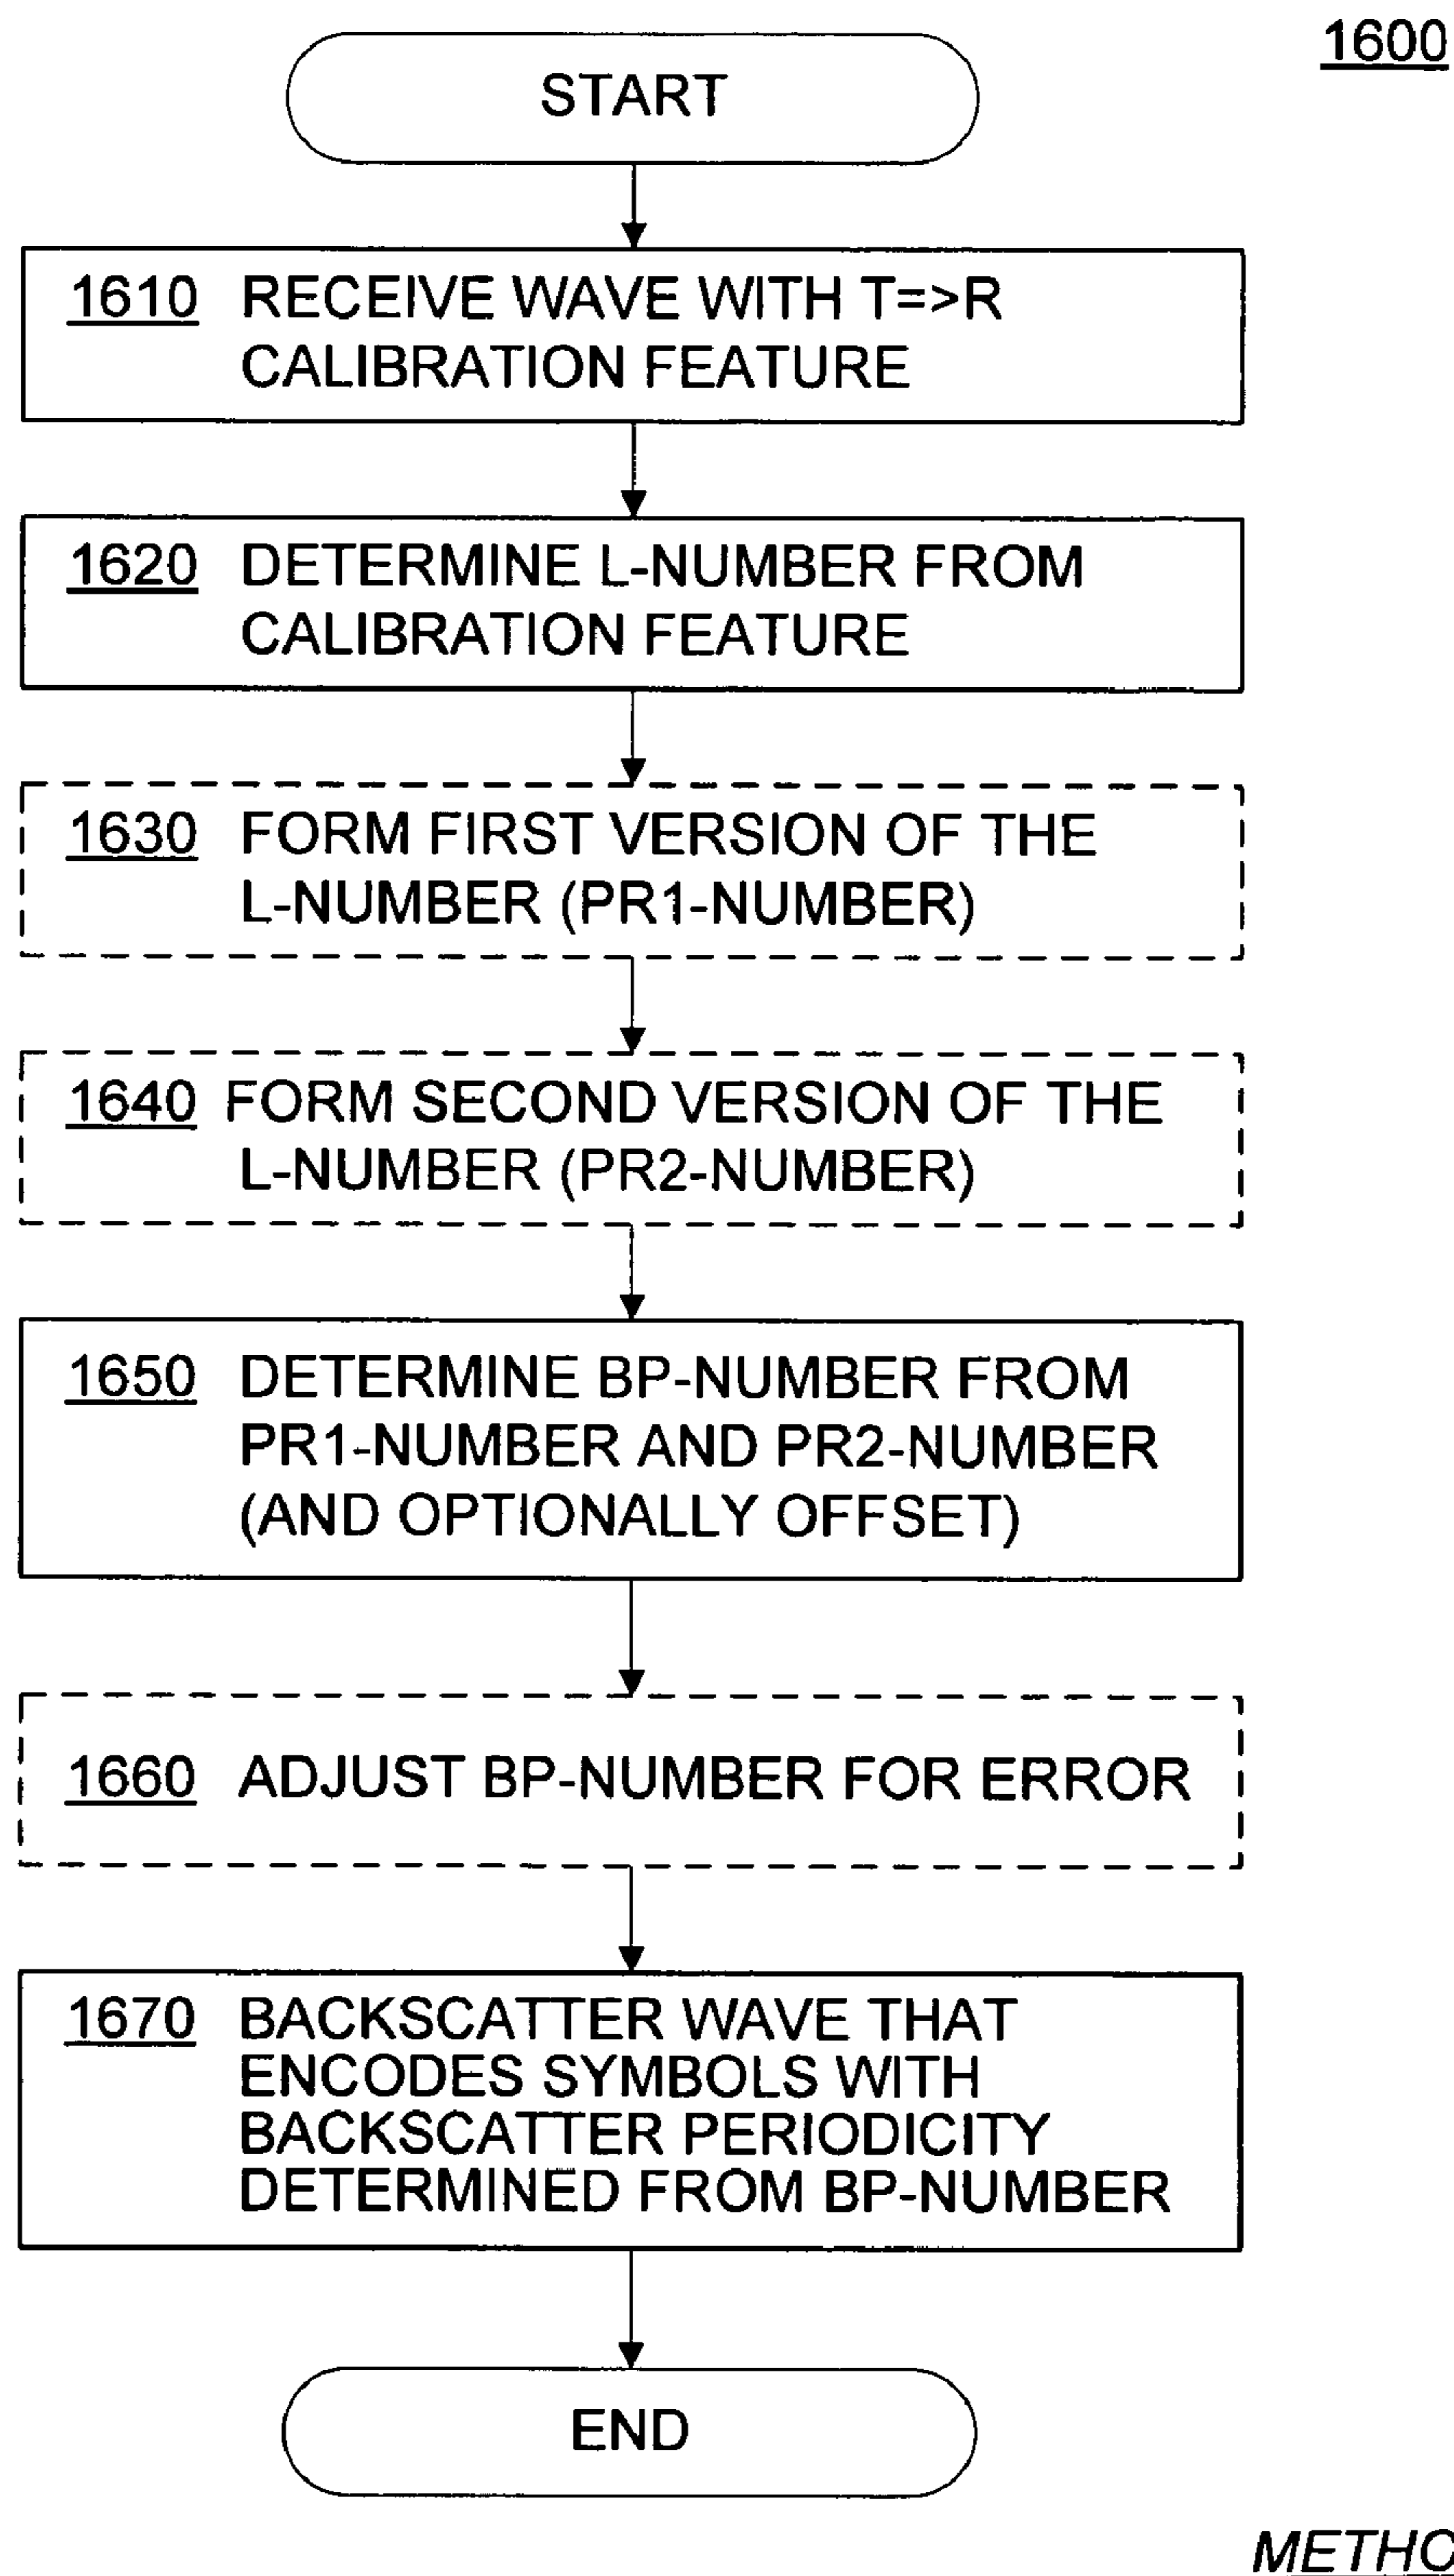 1600
START
1610 RECEIVE WAVE WITH T=>R
CALIBRATION FEATURE
1620 DETERMINE L-NUMBER FROM
CALIBRATION FEATURE
1630 FORM FIRST VERSION OF THE
L-NUMBER (PR1-NUMBER)
1640 FORM SECOND VERSION OF THE
L-NUMBER (PR2-NUMBER)
1650 DETERMINE BP-NUMBER FROM
PR1-NUMBER AND PR2-NUMBER
(AND OPTIONALLY OFFSET)
1660 ADJUST BP-NUMBER FOR ERROR
1670 BACKSCATTER WAVE THAT
ENCODES SYMBOLS WITH
BACKSCATTER PERIODICITY
DETERMINED FROM BP-NUMBER
END